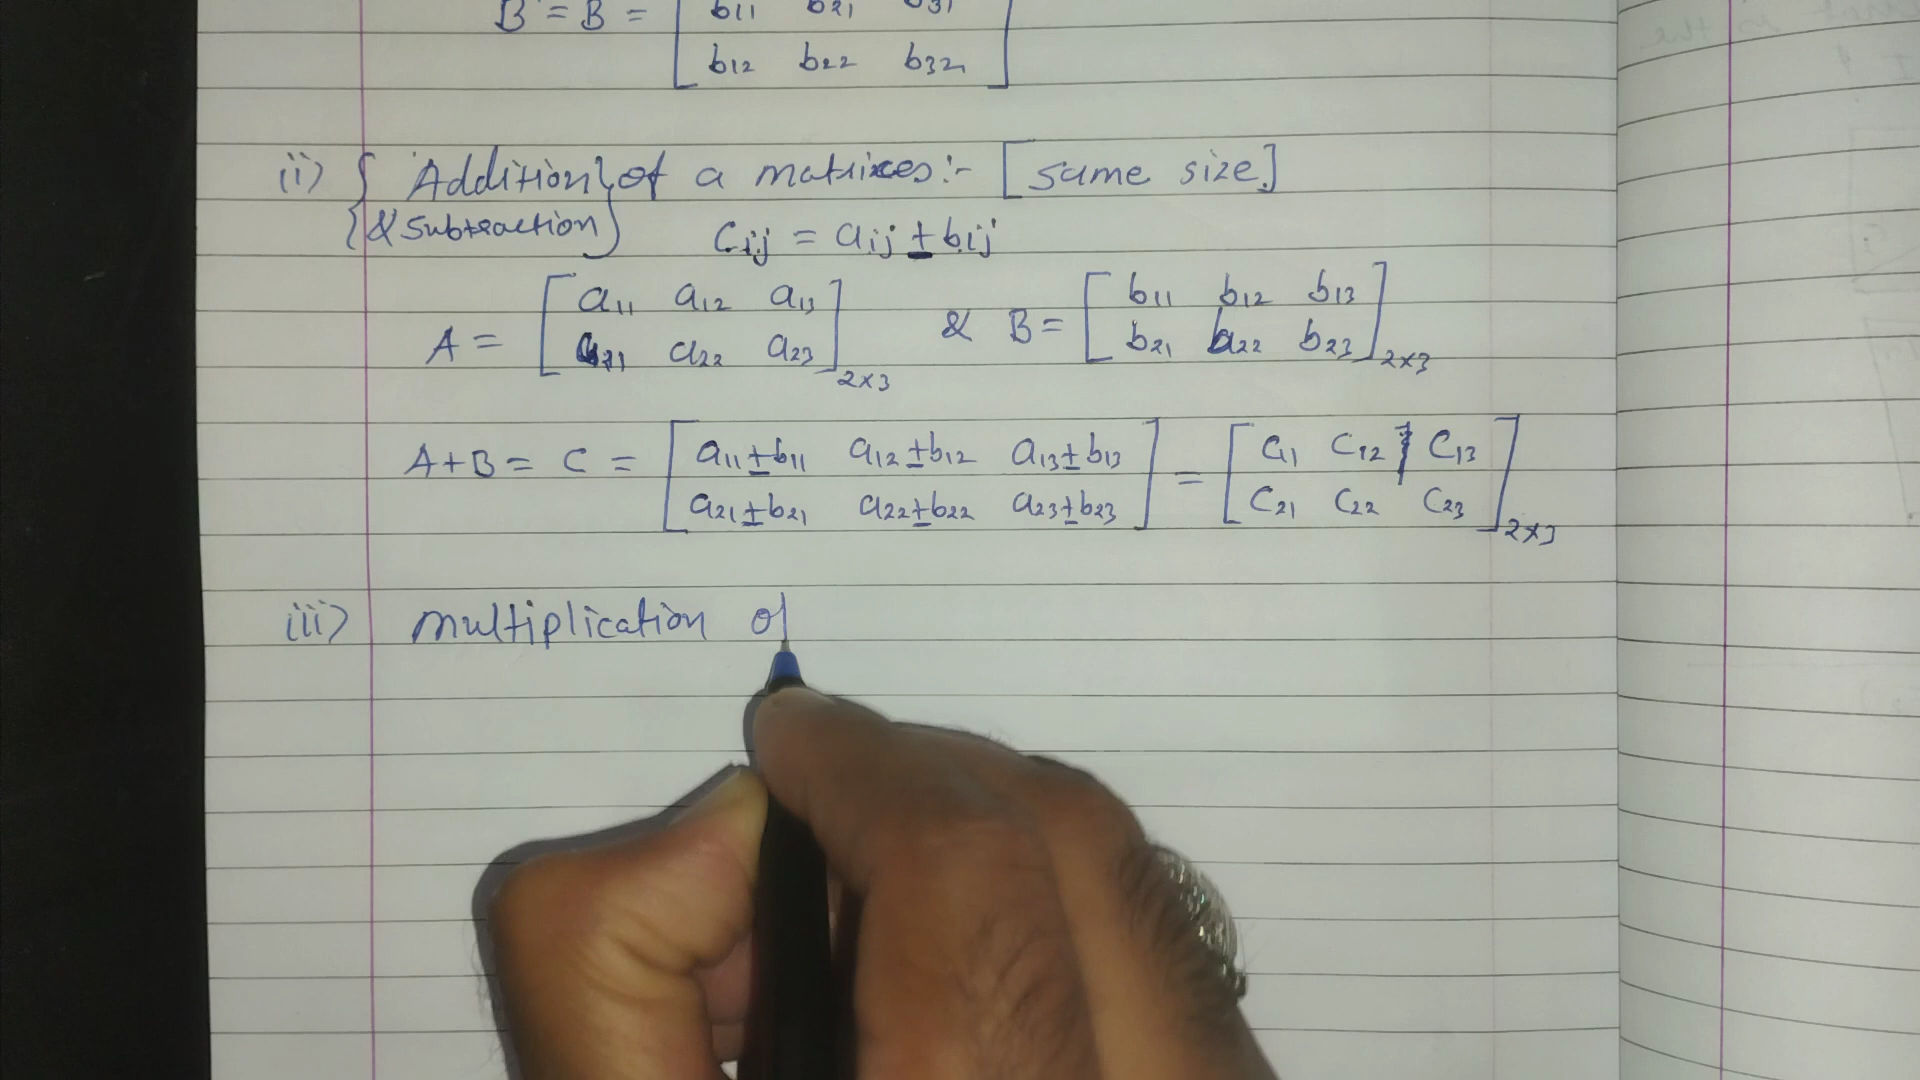 B = B = [ b11 b21 b31
b12 b22 b32 ]
ii) { Addition} of a matrixces:- [same size]
{& Subtraction} Cij = aij ± bij
A = [ a11 a12 a13
a21 a22 a23 ]2×3 & B = [ b11 b12 b13
b21 b22 b23 ]2×3
A+B = C = [ a11±b11 a12±b12 a13±b13
a21±b21 a22±b22 a23±b23 ] = [ C11 C12 C13
C21 C22 C23 ]2×3
iii) multiplication of